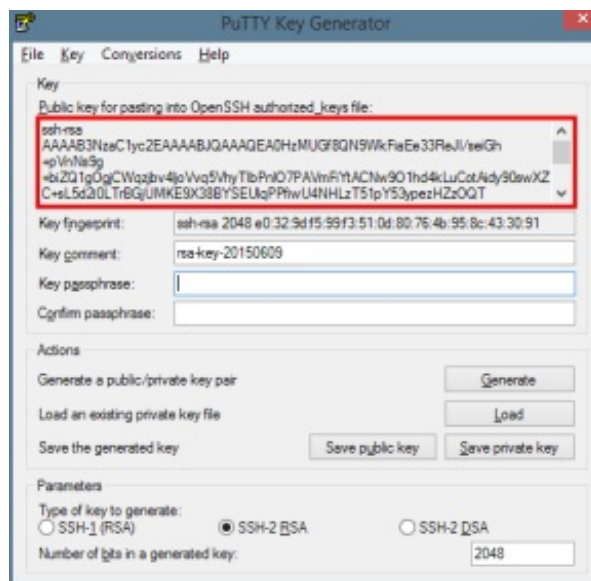 PuTTY Key Generator
File Key Conversions Help
Key
Public key for pasting into OpenSSH authorized_keys file:
ssh-rsa
AAAAB3NzaC1yc2EAAAABJQAAAQEA0HzMUGf8QN9WkFiaEe33ReJI/seiGh
+pVnNa9g
Key fingerprint: ssh-rsa 2048 e0:32:9d:f5:99:f3:51:0d:80:76:4b:95:8c:43:30:91
Key comment: rsa-key-20150609
Key passphrase:
Confirm passphrase:
Actions
Generate a public/private key pair Generate
Load an existing private key file Load
Save the generated key Save public key Save private key
Parameters
Type of key to generate:
SSH-1 (RSA) SSH-2 RSA SSH-2 DSA
Number of bits in a generated key: 2048